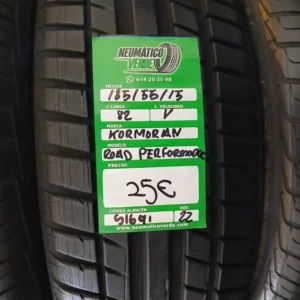 NEUMÁTICO
VERDE
614 20 35 98
MEDIDA
185/55/15
C. CARGA C. VELOCIDAD
82 V
MARCA
KORMORAN
MODELO
ROAD PERFORMANCE
PRECIO
25€
CÓDIGO ALMACÉN DOT
S1691 22
www.neumaticoverde.com